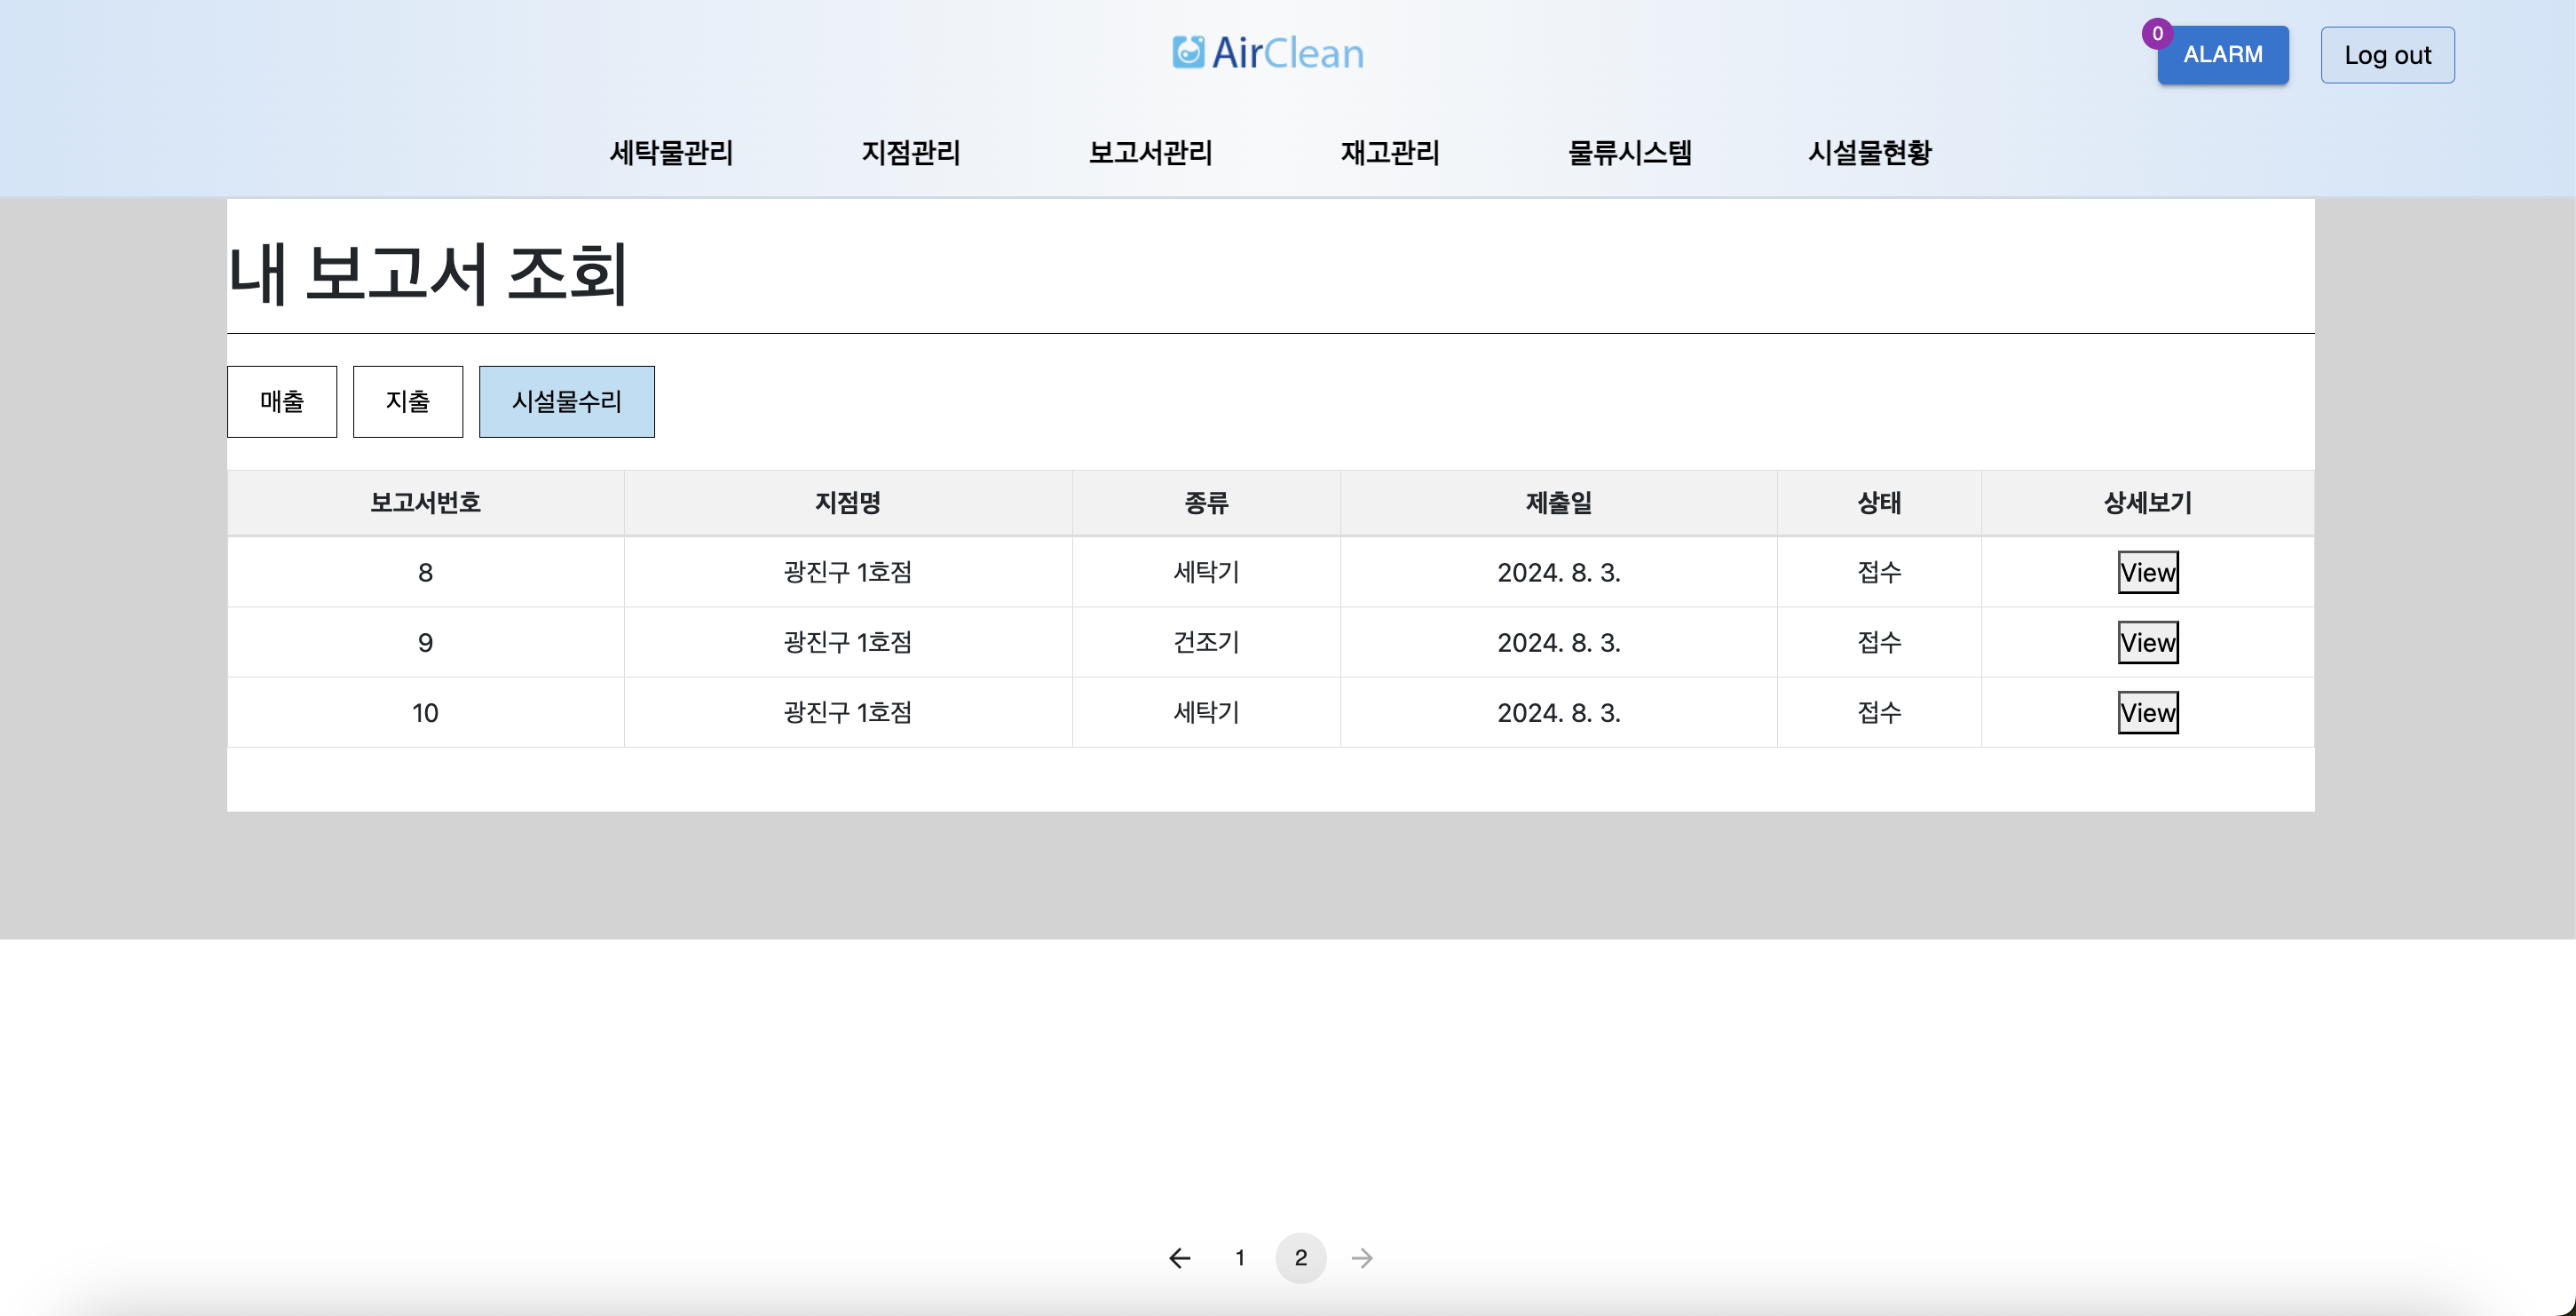 AirClean
0
ALARM
Log out
세탁물관리 지점관리 보고서관리 재고관리 물류시스템 시설물현황
내 보고서 조회
매출 지출 시설물수리
보고서번호 지점명 종류 제출일 상태 상세보기
8 광진구 1호점 세탁기 2024. 8. 3. 접수 View
9 광진구 1호점 건조기 2024. 8. 3. 접수 View
10 광진구 1호점 세탁기 2024. 8. 3. 접수 View
1 2